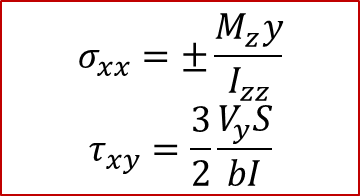 σ_xx = ± M_z y / I_zz
τ_xy = 3/2 V_y S / bI